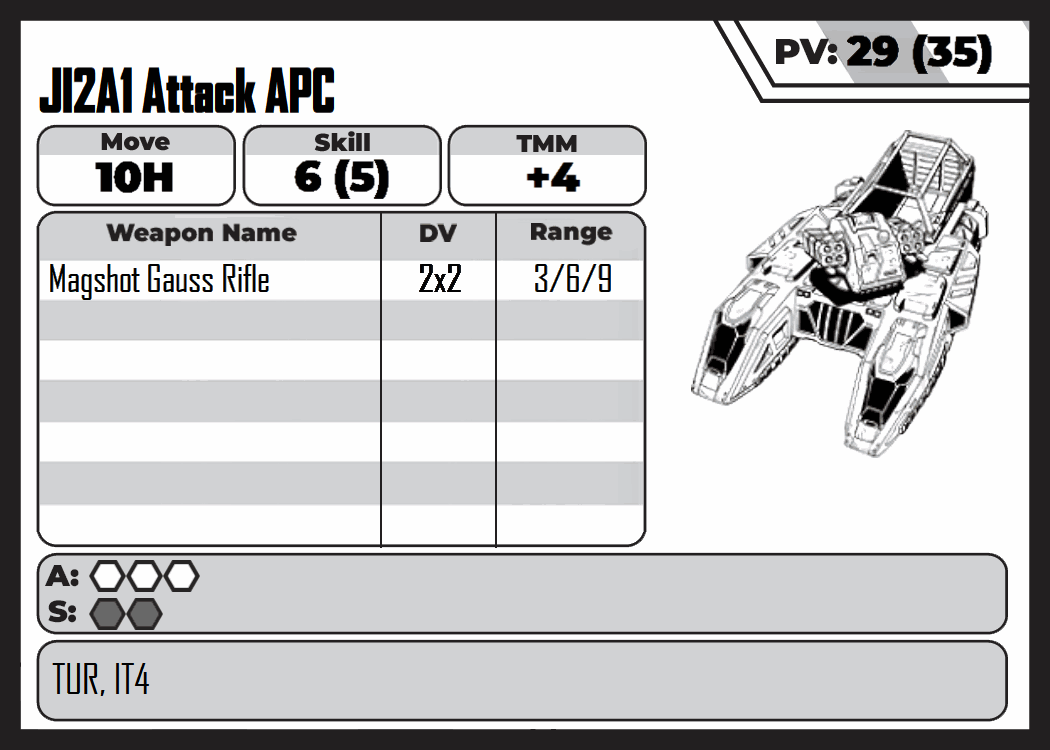 PV: 29 (35)
JI2A1 Attack APC
Move Skill TMM
10H 6 (5) +4
Weapon Name DV Range
Magshot Gauss Rifle 2x2 3/6/9
A:
S:
TUR, IT4